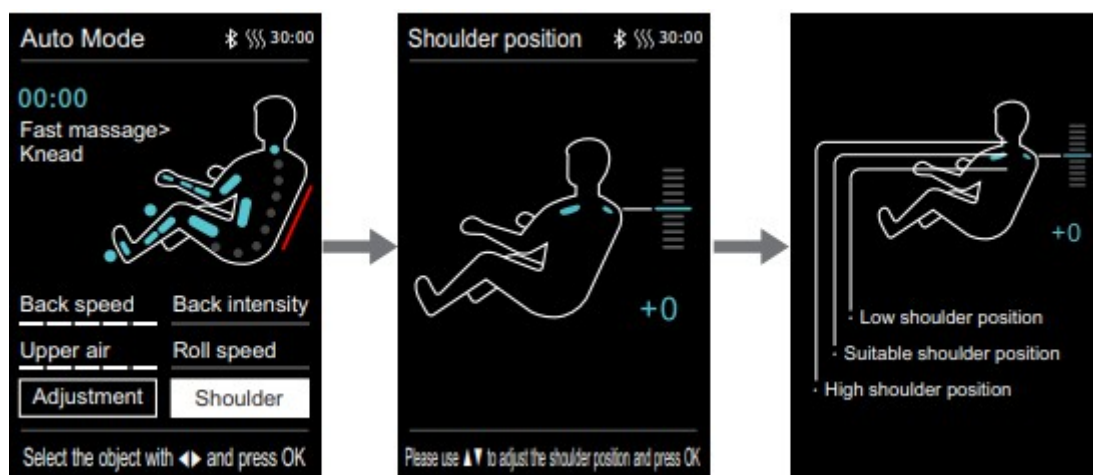 Auto Mode 30:00
00:00
Fast massage>
Knead
Back speed Back intensity
Upper air Roll speed
Adjustment Shoulder
Select the object with ◀▶ and press OK
Shoulder position 30:00
+0
Please use ▲▼ to adjust the shoulder position and press OK
+0
Low shoulder position
Suitable shoulder position
High shoulder position